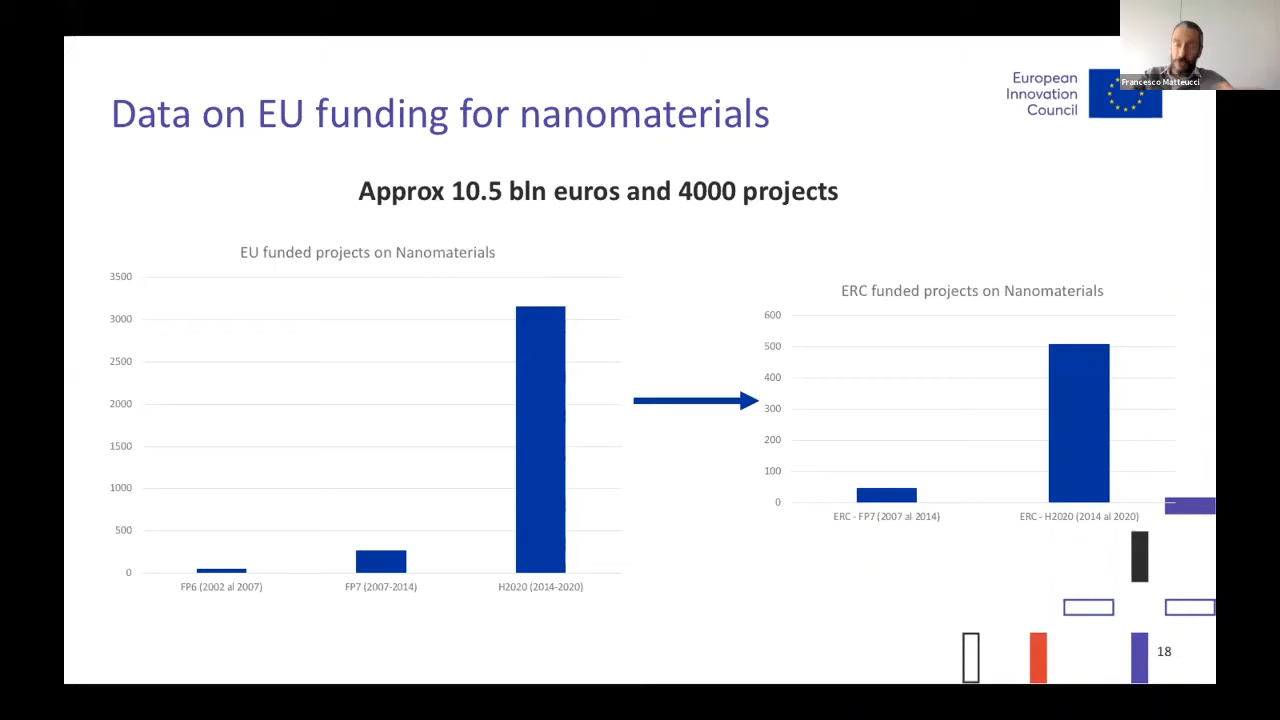 Data on EU funding for nanomaterials
European
Innovation
Council
Francesco Matteucci
Approx 10.5 bln euros and 4000 projects
EU funded projects on Nanomaterials
3500
3000
2500
2000
1500
1000
500
0
FP6 (2002 al 2007)
FP7 (2007-2014)
H2020 (2014-2020)
ERC funded projects on Nanomaterials
600
500
400
300
200
100
0
ERC - FP7 (2007 al 2014)
ERC - H2020 (2014 al 2020)
18